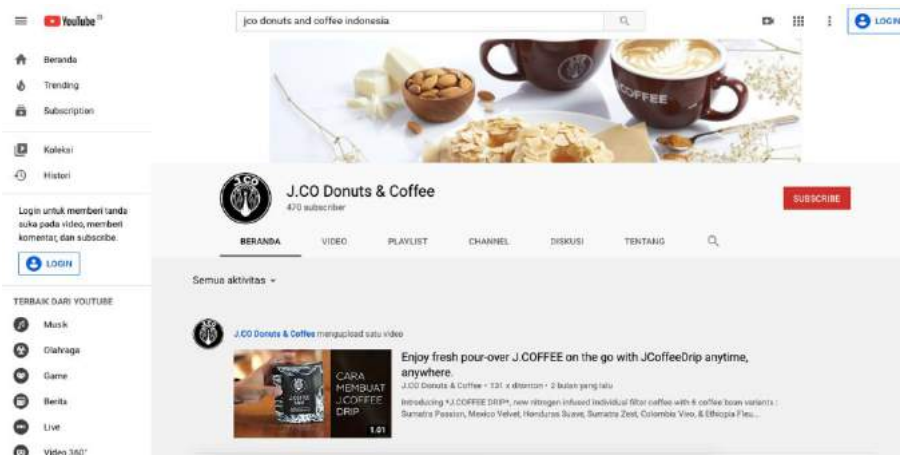 YouTube ID
jco donuts and coffee indonesia
LOGIN
Beranda
Trending
Subscription
Koleksi
Histori
Login untuk memberi tanda
suka pada video, memberi
komentar, dan subscribe.
LOGIN
TERBAIK DARI YOUTUBE
Musik
Olahraga
Game
Berita
Live
Video 360°
COFFEE
J.CO
J.CO Donuts & Coffee
470 subscriber
SUBSCRIBE
BERANDA VIDEO PLAYLIST CHANNEL DISKUSI TENTANG
Semua aktivitas
J.CO Donuts & Coffee mengupload satu video
CARA
MEMBUAT
J.COFFEE
DRIP
1.01
Enjoy fresh pour-over J.COFFEE on the go with JCoffeeDrip anytime,
anywhere.
J.CO Donuts & Coffee • 131 x ditonton • 2 bulan yang lalu
Introducing *J.COFFEE DRIP*, new nitrogen infused individual filter coffee with 6 coffee bean variants :
Sumatra Passion, Mexico Velvet, Honduras Suave, Sumatra Zest, Colombia Vivo, & Ethiopia Fleu...